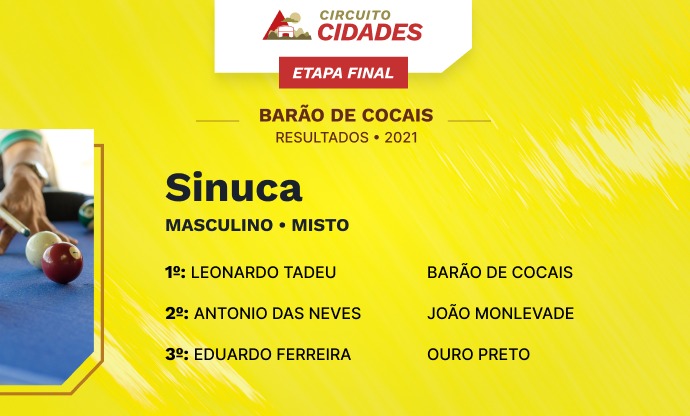 CIRCUITO
CIDADES
ETAPA FINAL
BARÃO DE COCAIS
RESULTADOS • 2021
Sinuca
MASCULINO • MISTO
1º: LEONARDO TADEU BARÃO DE COCAIS
2º: ANTONIO DAS NEVES JOÃO MONLEVADE
3º: EDUARDO FERREIRA OURO PRETO